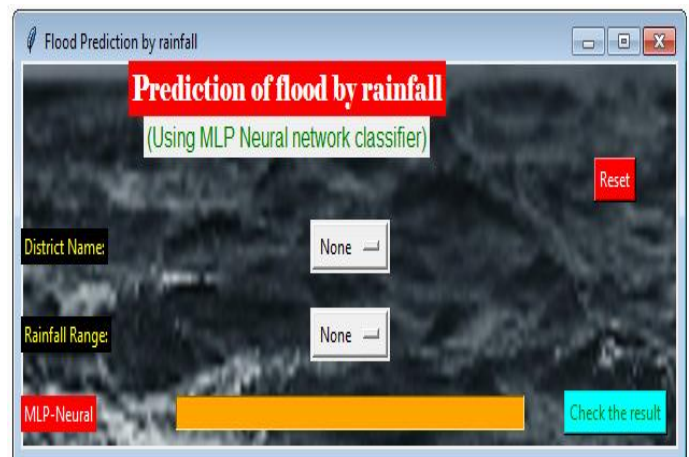 Flood Prediction by rainfall
Prediction of flood by rainfall
(Using MLP Neural network classifier)
Reset
District Name: None
Rainfall Range: None
MLP-Neural Check the result